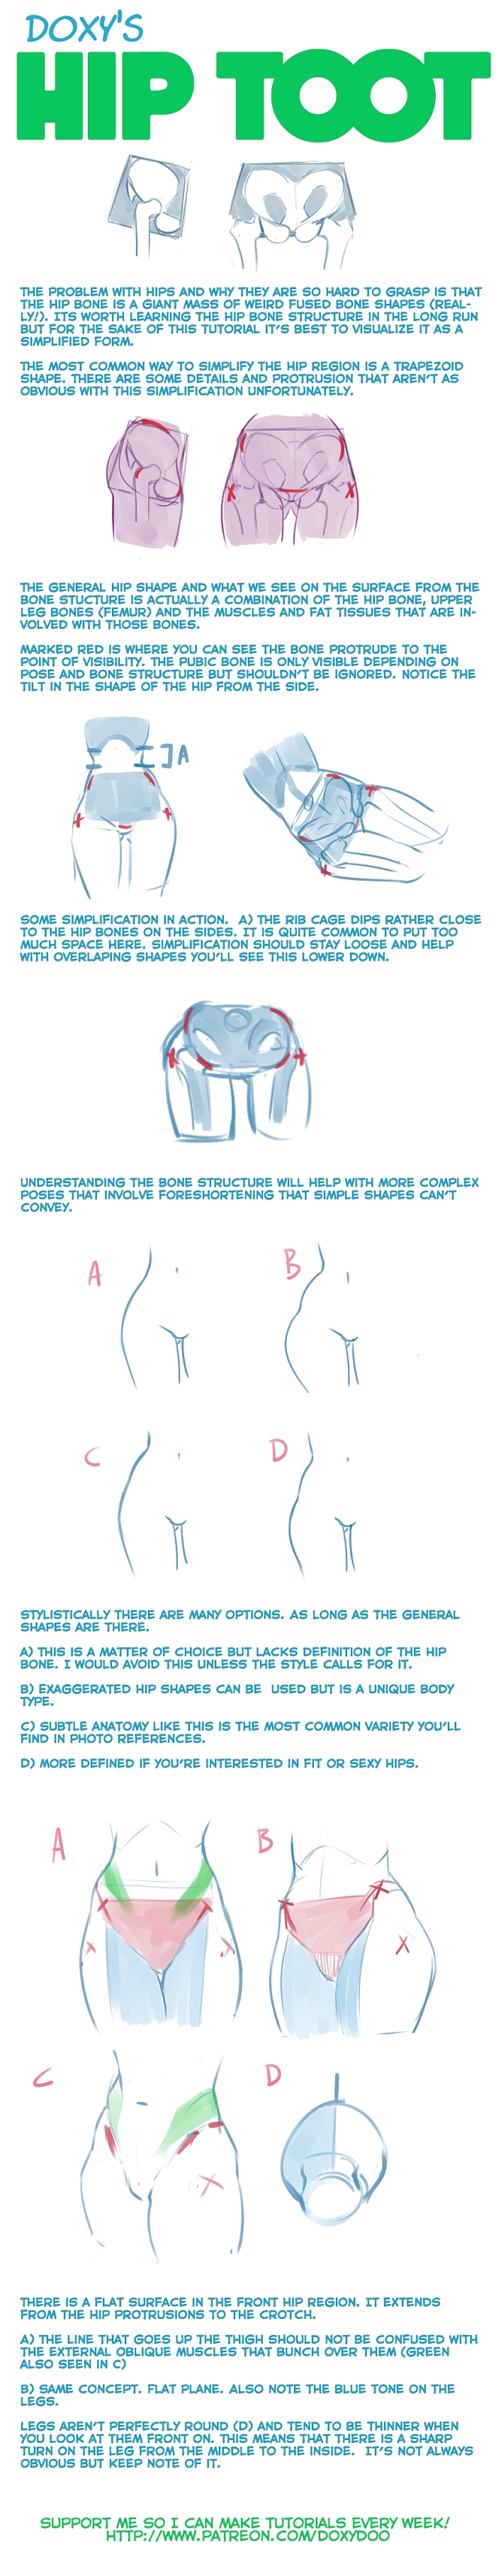 DOXY'S
HIP TOOT
THE PROBLEM WITH HIPS AND WHY THEY ARE SO HARD TO GRASP IS THAT
THE HIP BONE IS A GIANT MASS OF WEIRD FUSED BONE SHAPES (REAL-
LY!). ITS WORTH LEARNING THE HIP BONE STRUCTURE IN THE LONG RUN
BUT FOR THE SAKE OF THIS TUTORIAL IT'S BEST TO VISUALIZE IT AS A
SIMPLIFIED FORM.
THE MOST COMMON WAY TO SIMPLIFY THE HIP REGION IS A TRAPEZOID
SHAPE. THERE ARE SOME DETAILS AND PROTRUSION THAT AREN'T AS
OBVIOUS WITH THIS SIMPLIFICATION UNFORTUNATELY.
THE GENERAL HIP SHAPE AND WHAT WE SEE ON THE SURFACE FROM THE
BONE STUCTURE IS ACTUALLY A COMBINATION OF THE HIP BONE, UPPER
LEG BONES (FEMUR) AND THE MUSCLES AND FAT TISSUES THAT ARE IN-
VOLVED WITH THOSE BONES.
MARKED RED IS WHERE YOU CAN SEE THE BONE PROTRUDE TO THE
POINT OF VISIBILITY. THE PUBIC BONE IS ONLY VISIBLE DEPENDING ON
POSE AND BONE STRUCTURE BUT SHOULDN'T BE IGNORED. NOTICE THE
TILT IN THE SHAPE OF THE HIP FROM THE SIDE.
A
SOME SIMPLIFICATION IN ACTION. A) THE RIB CAGE DIPS RATHER CLOSE
TO THE HIP BONES ON THE SIDES. IT IS QUITE COMMON TO PUT TOO
MUCH SPACE HERE. SIMPLIFICATION SHOULD STAY LOOSE AND HELP
WITH OVERLAPING SHAPES YOU'LL SEE THIS LOWER DOWN.
UNDERSTANDING THE BONE STRUCTURE WILL HELP WITH MORE COMPLEX
POSES THAT INVOLVE FORESHORTENING THAT SIMPLE SHAPES CAN'T
CONVEY.
A
B
C
D
STYLISTICALLY THERE ARE MANY OPTIONS. AS LONG AS THE GENERAL
SHAPES ARE THERE.
A) THIS IS A MATTER OF CHOICE BUT LACKS DEFINITION OF THE HIP
BONE. I WOULD AVOID THIS UNLESS THE STYLE CALLS FOR IT.
B) EXAGGERATED HIP SHAPES CAN BE USED BUT IS A UNIQUE BODY
TYPE.
C) SUBTLE ANATOMY LIKE THIS IS THE MOST COMMON VARIETY YOU'LL
FIND IN PHOTO REFERENCES.
D) MORE DEFINED IF YOU'RE INTERESTED IN FIT OR SEXY HIPS.
A
B
C
D
THERE IS A FLAT SURFACE IN THE FRONT HIP REGION. IT EXTENDS
FROM THE HIP PROTRUSIONS TO THE CROTCH.
A) THE LINE THAT GOES UP THE THIGH SHOULD NOT BE CONFUSED WITH
THE EXTERNAL OBLIQUE MUSCLES THAT BUNCH OVER THEM (GREEN
ALSO SEEN IN C)
B) SAME CONCEPT. FLAT PLANE. ALSO NOTE THE BLUE TONE ON THE
LEGS.
LEGS AREN'T PERFECTLY ROUND (D) AND TEND TO BE THINNER WHEN
YOU LOOK AT THEM FRONT ON. THIS MEANS THAT THERE IS A SHARP
TURN ON THE LEG FROM THE MIDDLE TO THE INSIDE. IT'S NOT ALWAYS
OBVIOUS BUT KEEP NOTE OF IT.
SUPPORT ME SO I CAN MAKE TUTORIALS EVERY WEEK!
HTTP://WWW.PATREON.COM/DOXYDOO